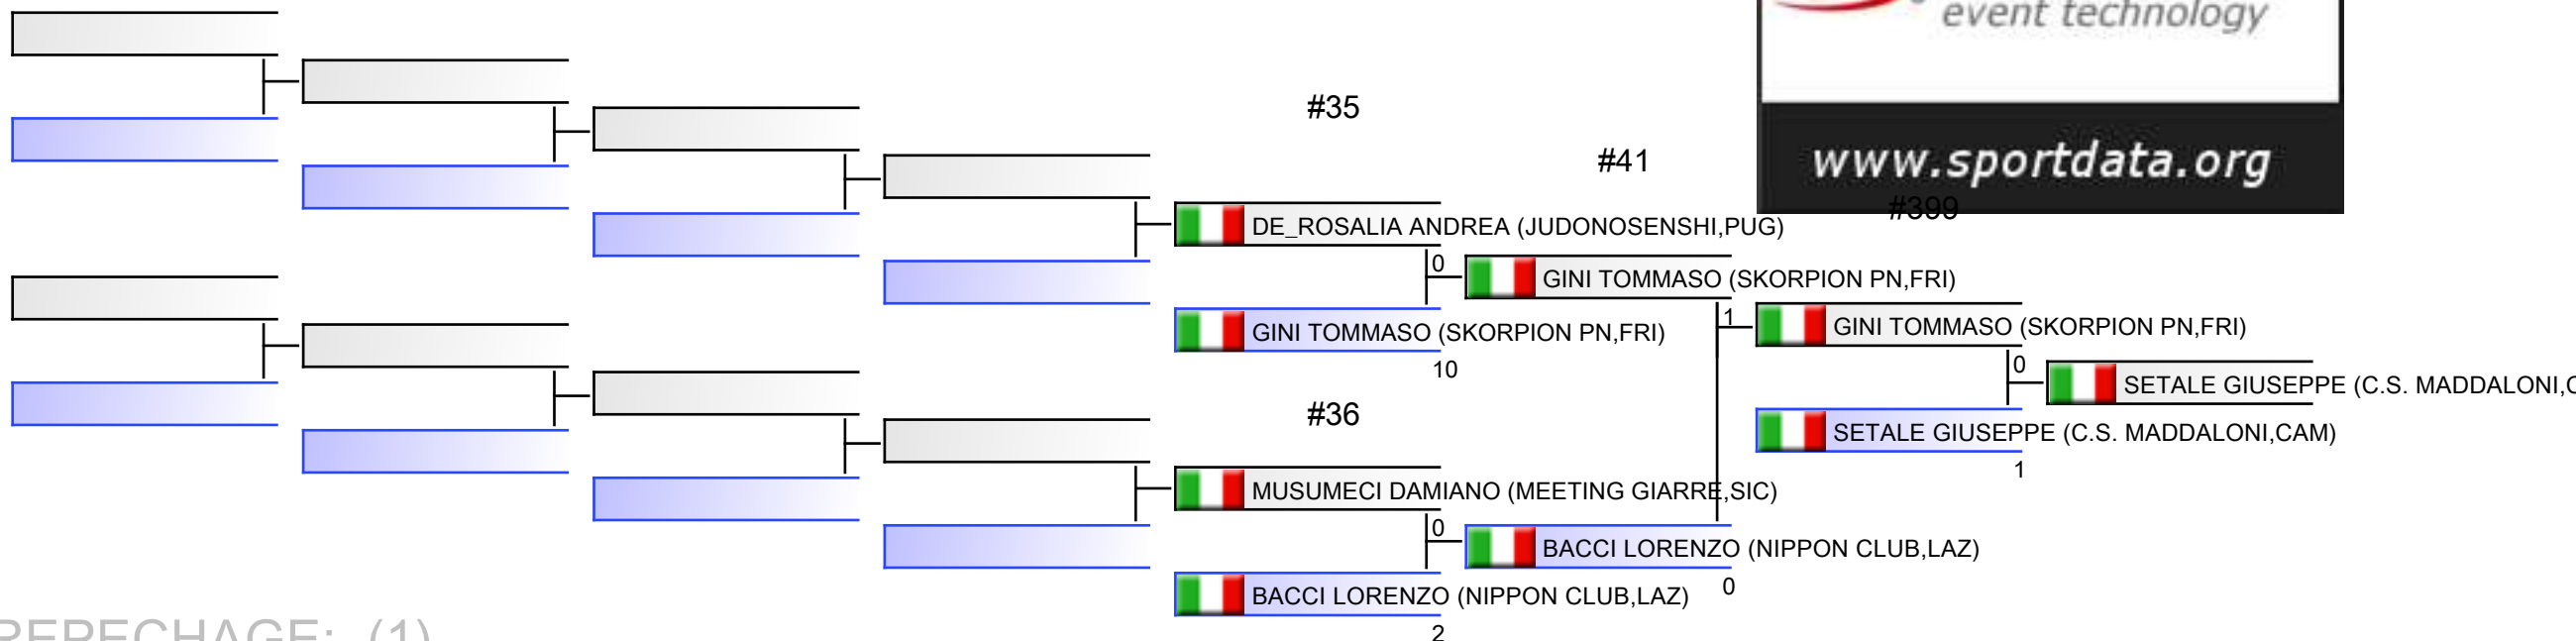 event technology
#35
#41
www.sportdata.org
#399
DE_ROSALIA ANDREA (JUDONOSENSHI,PUG)
0
GINI TOMMASO (SKORPION PN,FRI)
1
GINI TOMMASO (SKORPION PN,FRI)
GINI TOMMASO (SKORPION PN,FRI)
10
0
SETALE GIUSEPPE (C.S. MADDALONI,
#36
SETALE GIUSEPPE (C.S. MADDALONI,CAM)
1
MUSUMECI DAMIANO (MEETING GIARRE,SIC)
0
BACCI LORENZO (NIPPON CLUB,LAZ)
0
BACCI LORENZO (NIPPON CLUB,LAZ)
2
REPECHAGE: (1)